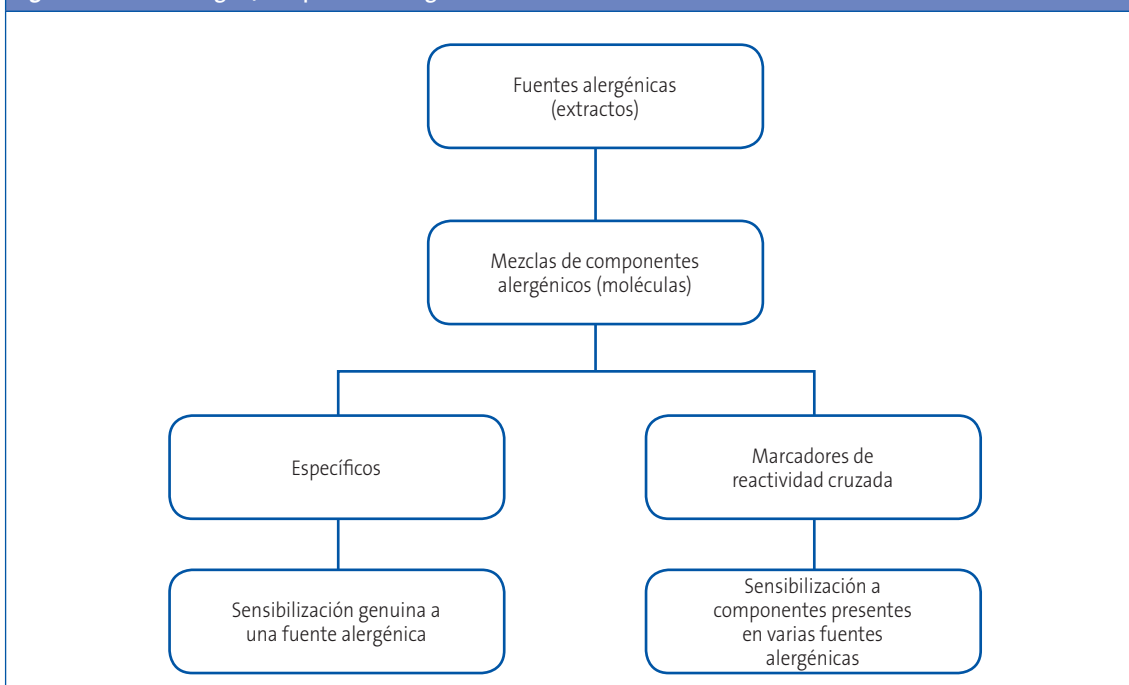 Fuentes alergénicas
(extractos)
Mezclas de componentes
alergénicos (moléculas)
Específicos
Marcadores de
reactividad cruzada
Sensibilización genuina a
una fuente alergénica
Sensibilización a
componentes presentes
en varias fuentes
alergénicas